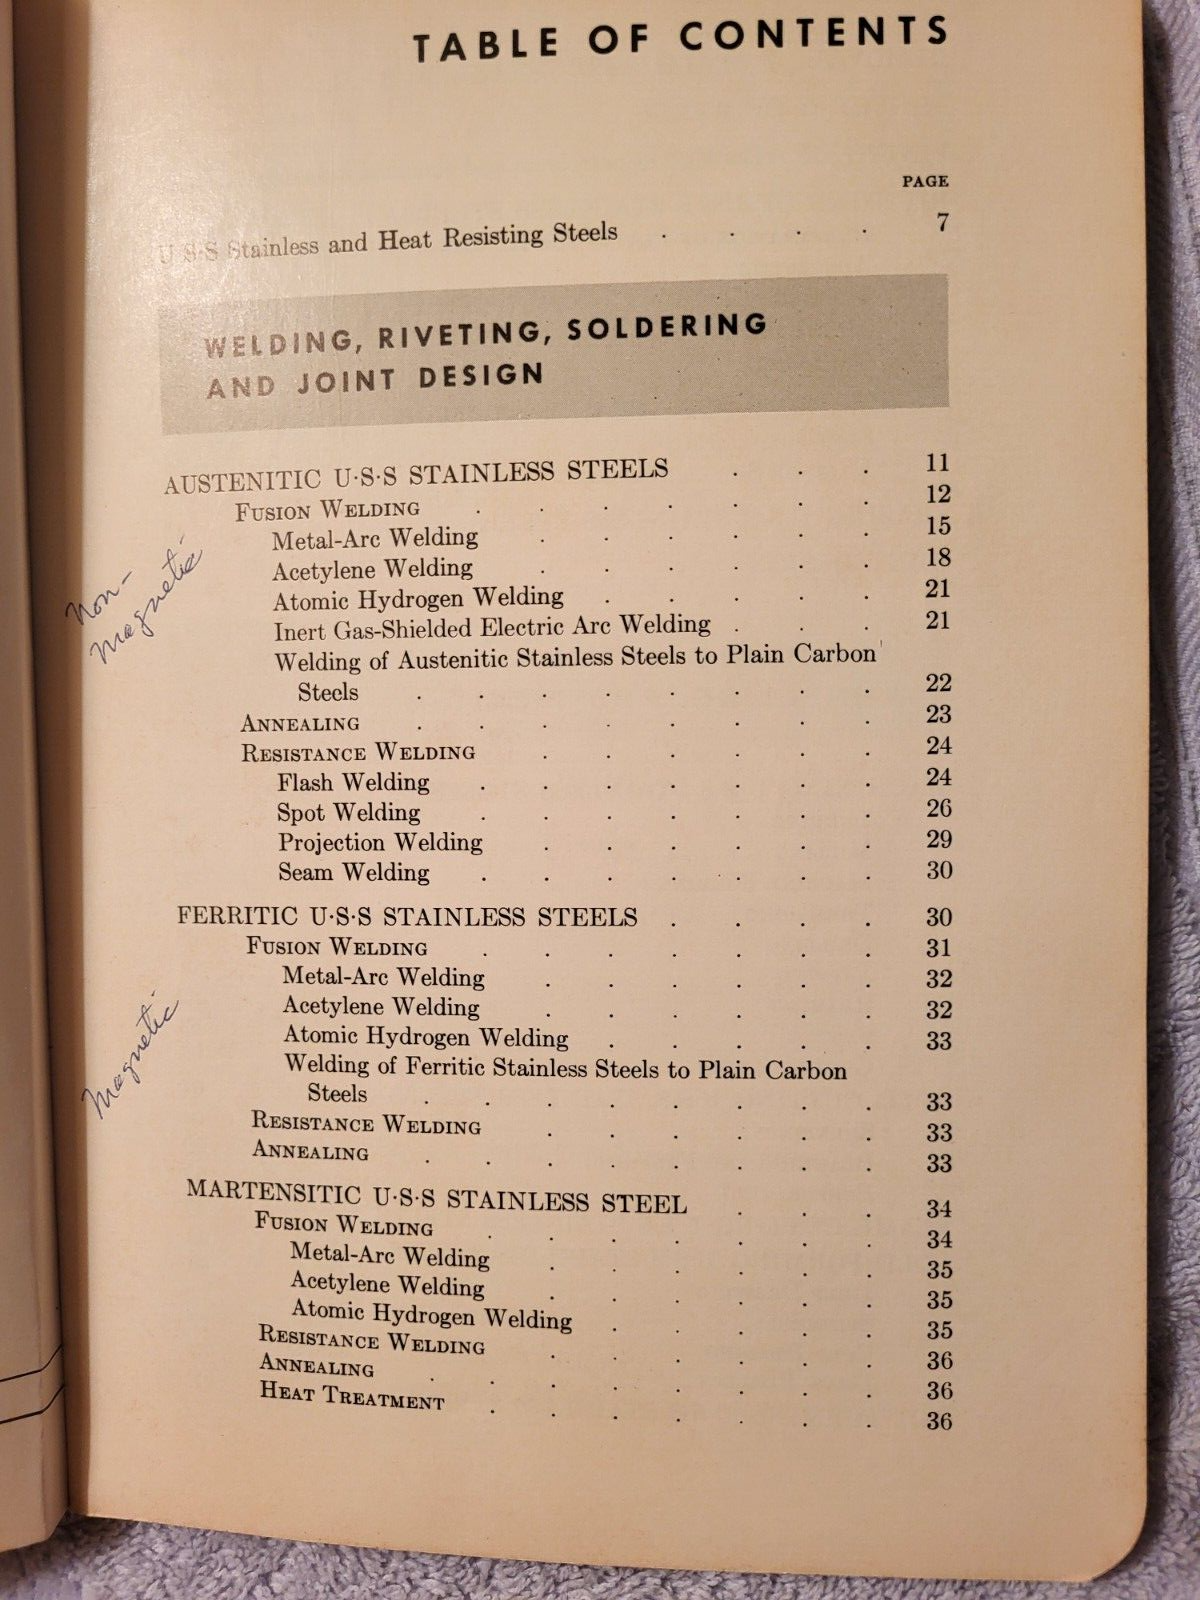 TABLE OF CONTENTS
PAGE
U·S·S Stainless and Heat Resisting Steels . . . . 7
WELDING, RIVETING, SOLDERING
AND JOINT DESIGN
AUSTENITIC U·S·S STAINLESS STEELS . . . 11
FUSION WELDING . . . . . . . 12
Metal-Arc Welding . . . . . . 15
Acetylene Welding . . . . . . 18
Atomic Hydrogen Welding . . . . . 21
Inert Gas-Shielded Electric Arc Welding . . . 21
Welding of Austenitic Stainless Steels to Plain Carbon
Steels . . . . . . . . 22
ANNEALING . . . . . . . . 23
RESISTANCE WELDING . . . . . . 24
Flash Welding . . . . . . . 24
Spot Welding . . . . . . . 26
Projection Welding . . . . . . 29
Seam Welding . . . . . . . 30
Non-
Magnetic
FERRITIC U·S·S STAINLESS STEELS . . . . 30
FUSION WELDING . . . . . . . 31
Metal-Arc Welding . . . . . . 32
Acetylene Welding . . . . . . 32
Atomic Hydrogen Welding . . . . . 33
Welding of Ferritic Stainless Steels to Plain Carbon
Steels . . . . . . . . 33
RESISTANCE WELDING . . . . . . 33
ANNEALING . . . . . . . . 33
Magnetic
MARTENSITIC U·S·S STAINLESS STEEL . . . 34
FUSION WELDING . . . . . . . 34
Metal-Arc Welding . . . . . . 35
Acetylene Welding . . . . . . 35
Atomic Hydrogen Welding . . . . . 35
RESISTANCE WELDING . . . . . . 36
ANNEALING . . . . . . . . 36
HEAT TREATMENT . . . . . . . 36